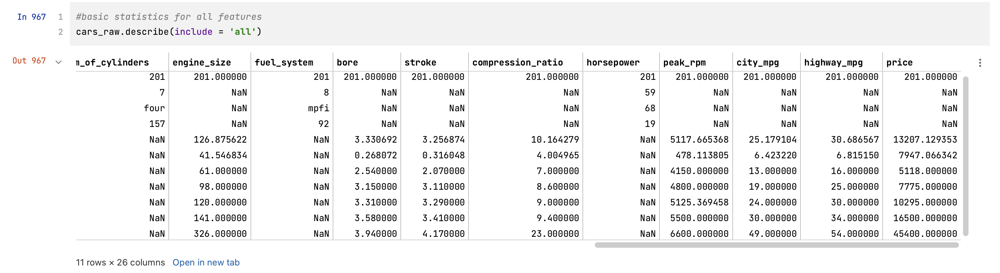 In 967 1 #basic statistics for all features
2 cars_raw.describe(include = 'all')
Out 967 m_of_cylinders engine_size fuel_system bore stroke compression_ratio horsepower peak_rpm city_mpg highway_mpg price
201 201.000000 201 201.000000 201.000000 201.000000 201 201.000000 201.000000 201.000000 201.000000
7 NaN 8 NaN NaN NaN 59 NaN NaN NaN NaN
four NaN mpfi NaN NaN NaN 68 NaN NaN NaN NaN
157 NaN 92 NaN NaN NaN 19 NaN NaN NaN NaN
NaN 126.875622 NaN 3.330692 3.256874 10.164279 NaN 5117.665368 25.179104 30.686567 13207.129353
NaN 41.546834 NaN 0.268072 0.316048 4.004965 NaN 478.113805 6.423220 6.815150 7947.066342
NaN 61.000000 NaN 2.540000 2.070000 7.000000 NaN 4150.000000 13.000000 16.000000 5118.000000
NaN 98.000000 NaN 3.150000 3.110000 8.600000 NaN 4800.000000 19.000000 25.000000 7775.000000
NaN 120.000000 NaN 3.310000 3.290000 9.000000 NaN 5125.369458 24.000000 30.000000 10295.000000
NaN 141.000000 NaN 3.580000 3.410000 9.400000 NaN 5500.000000 30.000000 34.000000 16500.000000
NaN 326.000000 NaN 3.940000 4.170000 23.000000 NaN 6600.000000 49.000000 54.000000 45400.000000
11 rows × 26 columns Open in new tab